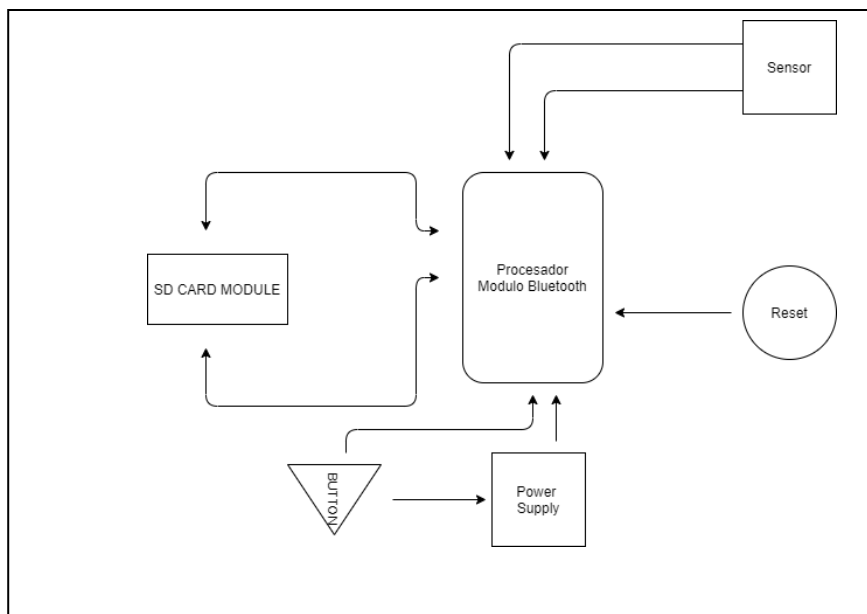 Sensor
Procesador
Modulo Bluetooth
SD CARD MODULE
Reset
BUTTON
Power
Supply